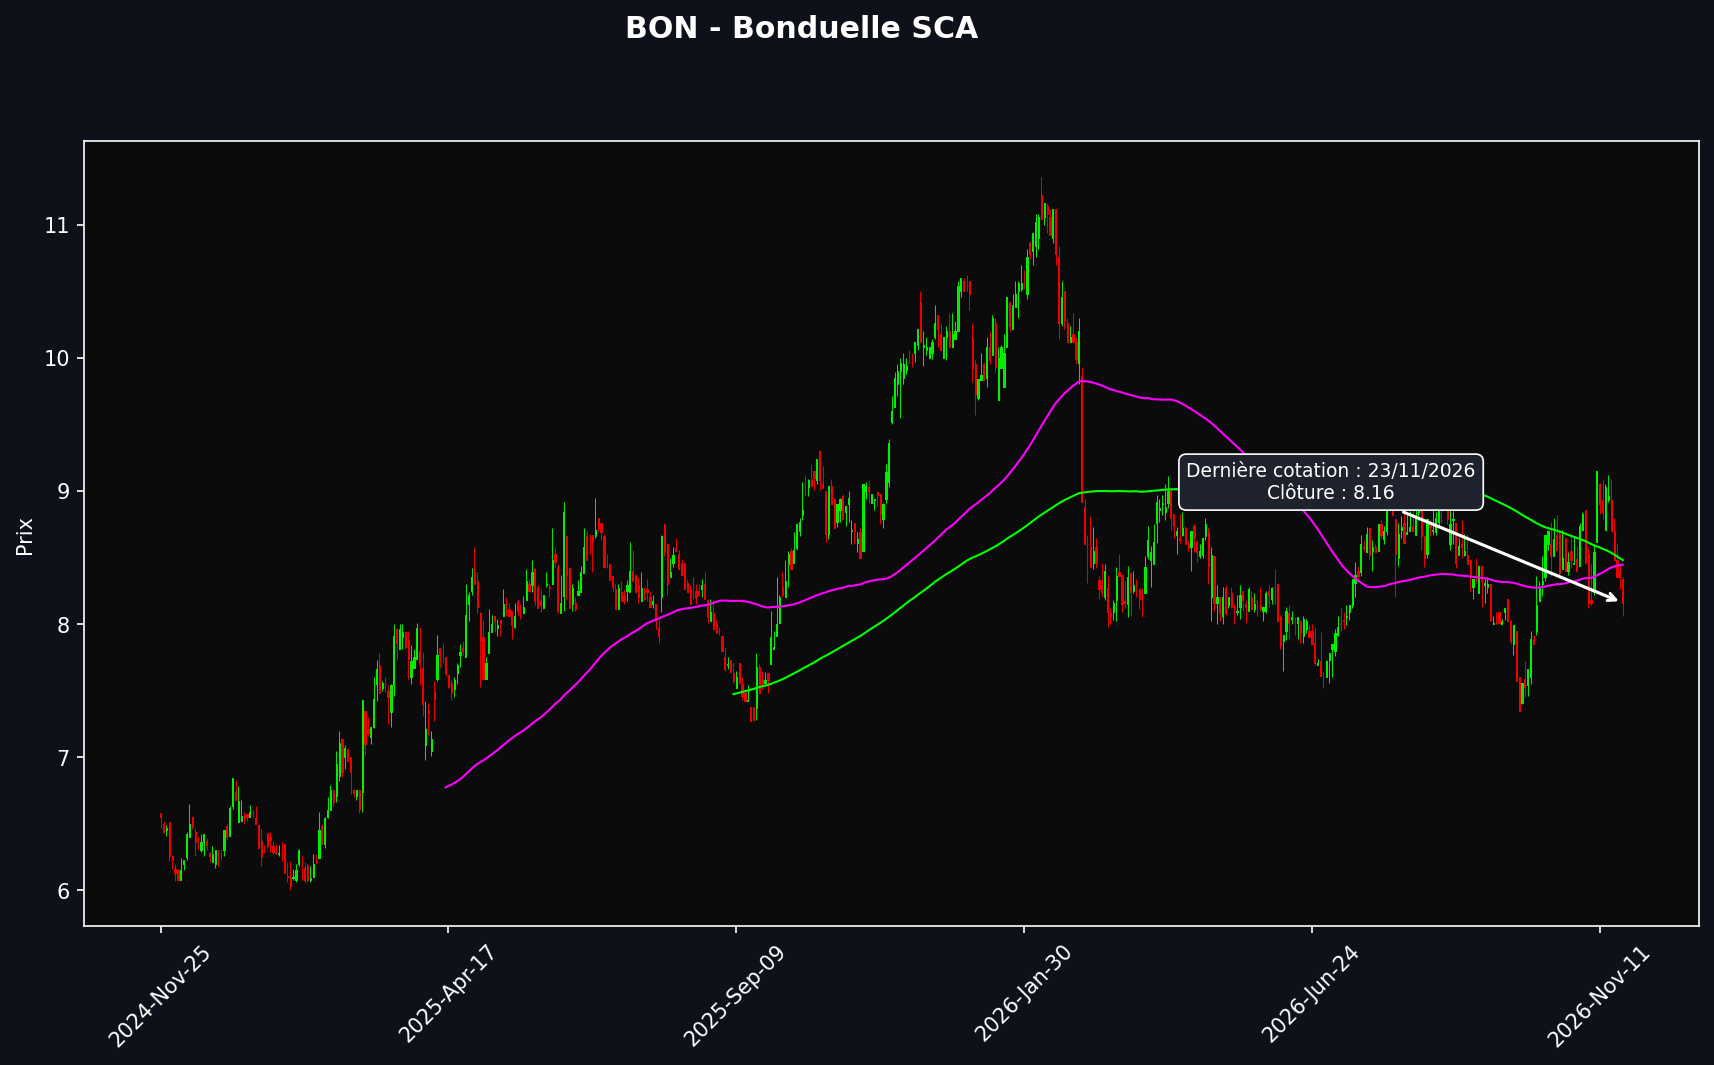 BON - Bonduelle SCA
Prix
11
10
9
8
7
6
Dernière cotation : 23/11/2026
Clôture : 8.16
2024-Nov-25
2025-Apr-17
2025-Sep-09
2026-Jan-30
2026-Jun-24
2026-Nov-11